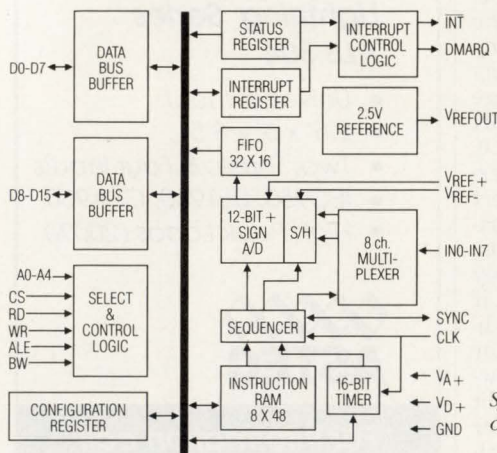 D0-D7
DATA
BUS
BUFFER
STATUS
REGISTER
INTERRUPT
REGISTER
INTERRUPT
CONTROL
LOGIC
INT
DMARQ
2.5V
REFERENCE
VREFOUT
D8-D15
DATA
BUS
BUFFER
FIFO
32 X 16
VREF +
VREF-
12-BIT +
SIGN
A/D
S/H
8 ch.
MULTI-
PLEXER
IN0-IN7
A0-A4
CS
RD
WR
ALE
BW
SELECT
&
CONTROL
LOGIC
SEQUENCER
SYNC
CLK
CONFIGURATION
REGISTER
INSTRUCTION
RAM
8 X 48
16-BIT
TIMER
VA +
VD +
GND